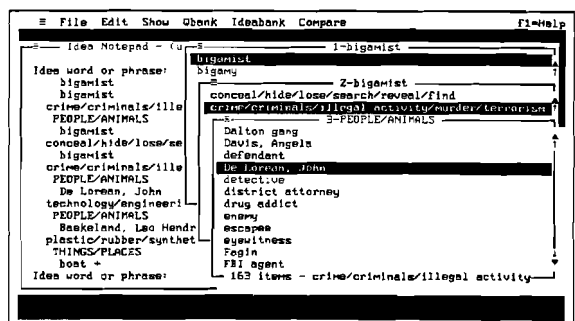 ≡ File Edit Show Qbank Ideabank Compare f1=Help
Idea Notepad - (u
Idea word or phrase:
bigamist
bigamist
crime/criminals/ille
PEOPLE/ANIMALS
bigamist
conceal/hide/lose/se
bigamist
crime/criminals/ille
PEOPLE/ANIMALS
De Lorean, John
technology/engineeri
PEOPLE/ANIMALS
Baekeland, Leo Hendr
plastic/rubber/synthet
THINGS/PLACES
boat +
Idea word or phrase:
1-bigamist
bigamist
bigamy
2-bigamist
conceal/hide/lose/search/reveal/find
crime/criminals/illegal activity/murder/terrorism
3-PEOPLE/ANIMALS
Dalton gang
Davis, Angela
defendant
De Lorean, John
detective
district attorney
drug addict
enemy
escapee
eyewitness
Fagin
FBI agent
163 items - crime/criminals/illegal activity